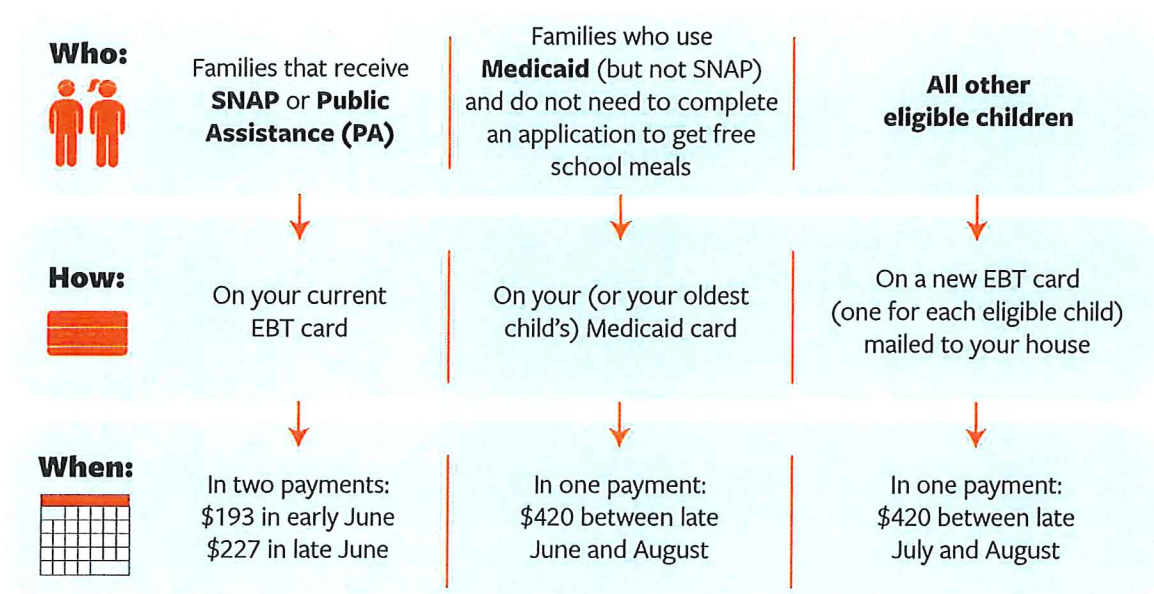 Who:
Families that receive
SNAP or Public
Assistance (PA)
Families who use
Medicaid (but not SNAP)
and do not need to complete
an application to get free
school meals
All other
eligible children
How:
On your current
EBT card
On your (or your oldest
child's) Medicaid card
On a new EBT card
(one for each eligible child)
mailed to your house
When:
In two payments:
$193 in early June
$227 in late June
In one payment:
$420 between late
June and August
In one payment:
$420 between late
July and August